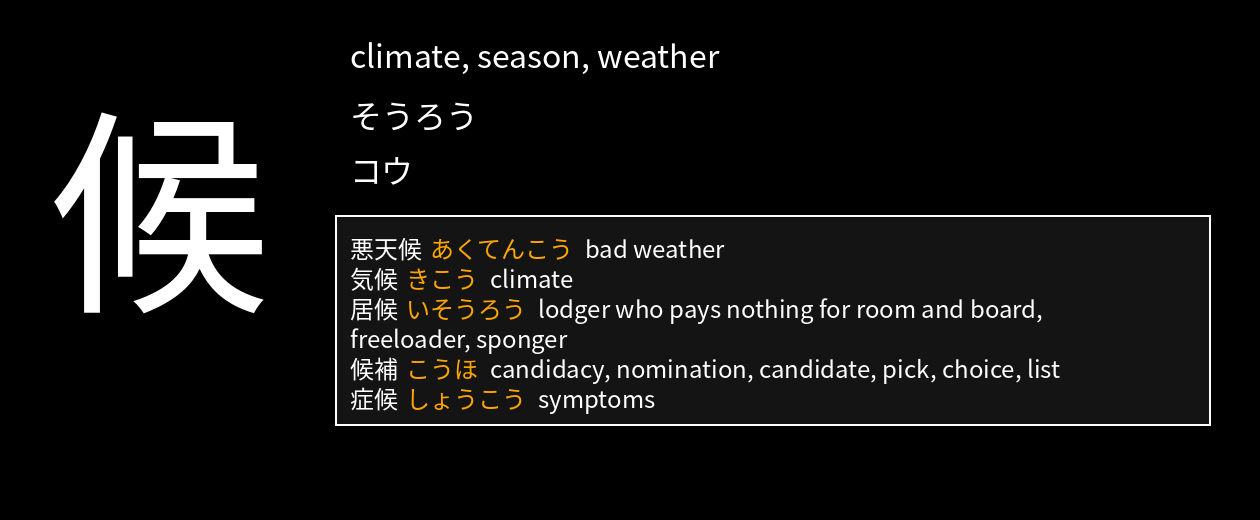 候
climate, season, weather
そうろう
コウ
悪天候 あくてんこう bad weather
気候 きこう climate
居候 いそうろう lodger who pays nothing for room and board,
freeloader, sponger
候補 こうほ candidacy, nomination, candidate, pick, choice, list
症候 しょうこう symptoms